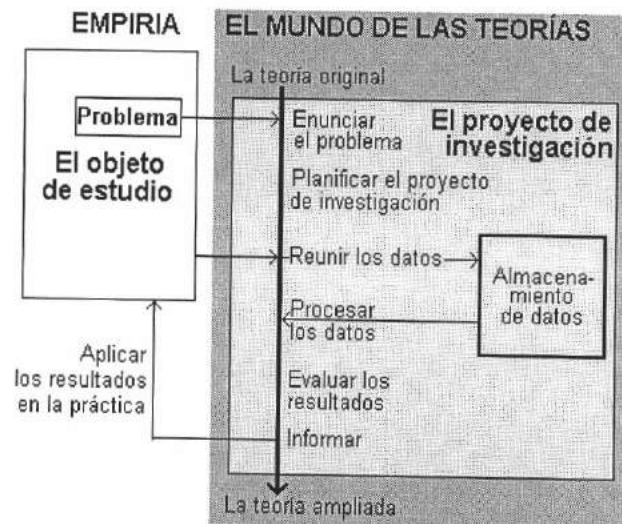 EMPIRIA
EL MUNDO DE LAS TEORÍAS
La teoría original
Problema
El objeto
de estudio
El proyecto de
investigación
Enunciar
el problema
Planificar el proyecto
de investigación
Reunir los datos
Almacena-
miento
de datos
Procesar
los datos
Evaluar los
resultados
Informar
Aplicar
los resultados
en la práctica
La teoría ampliada